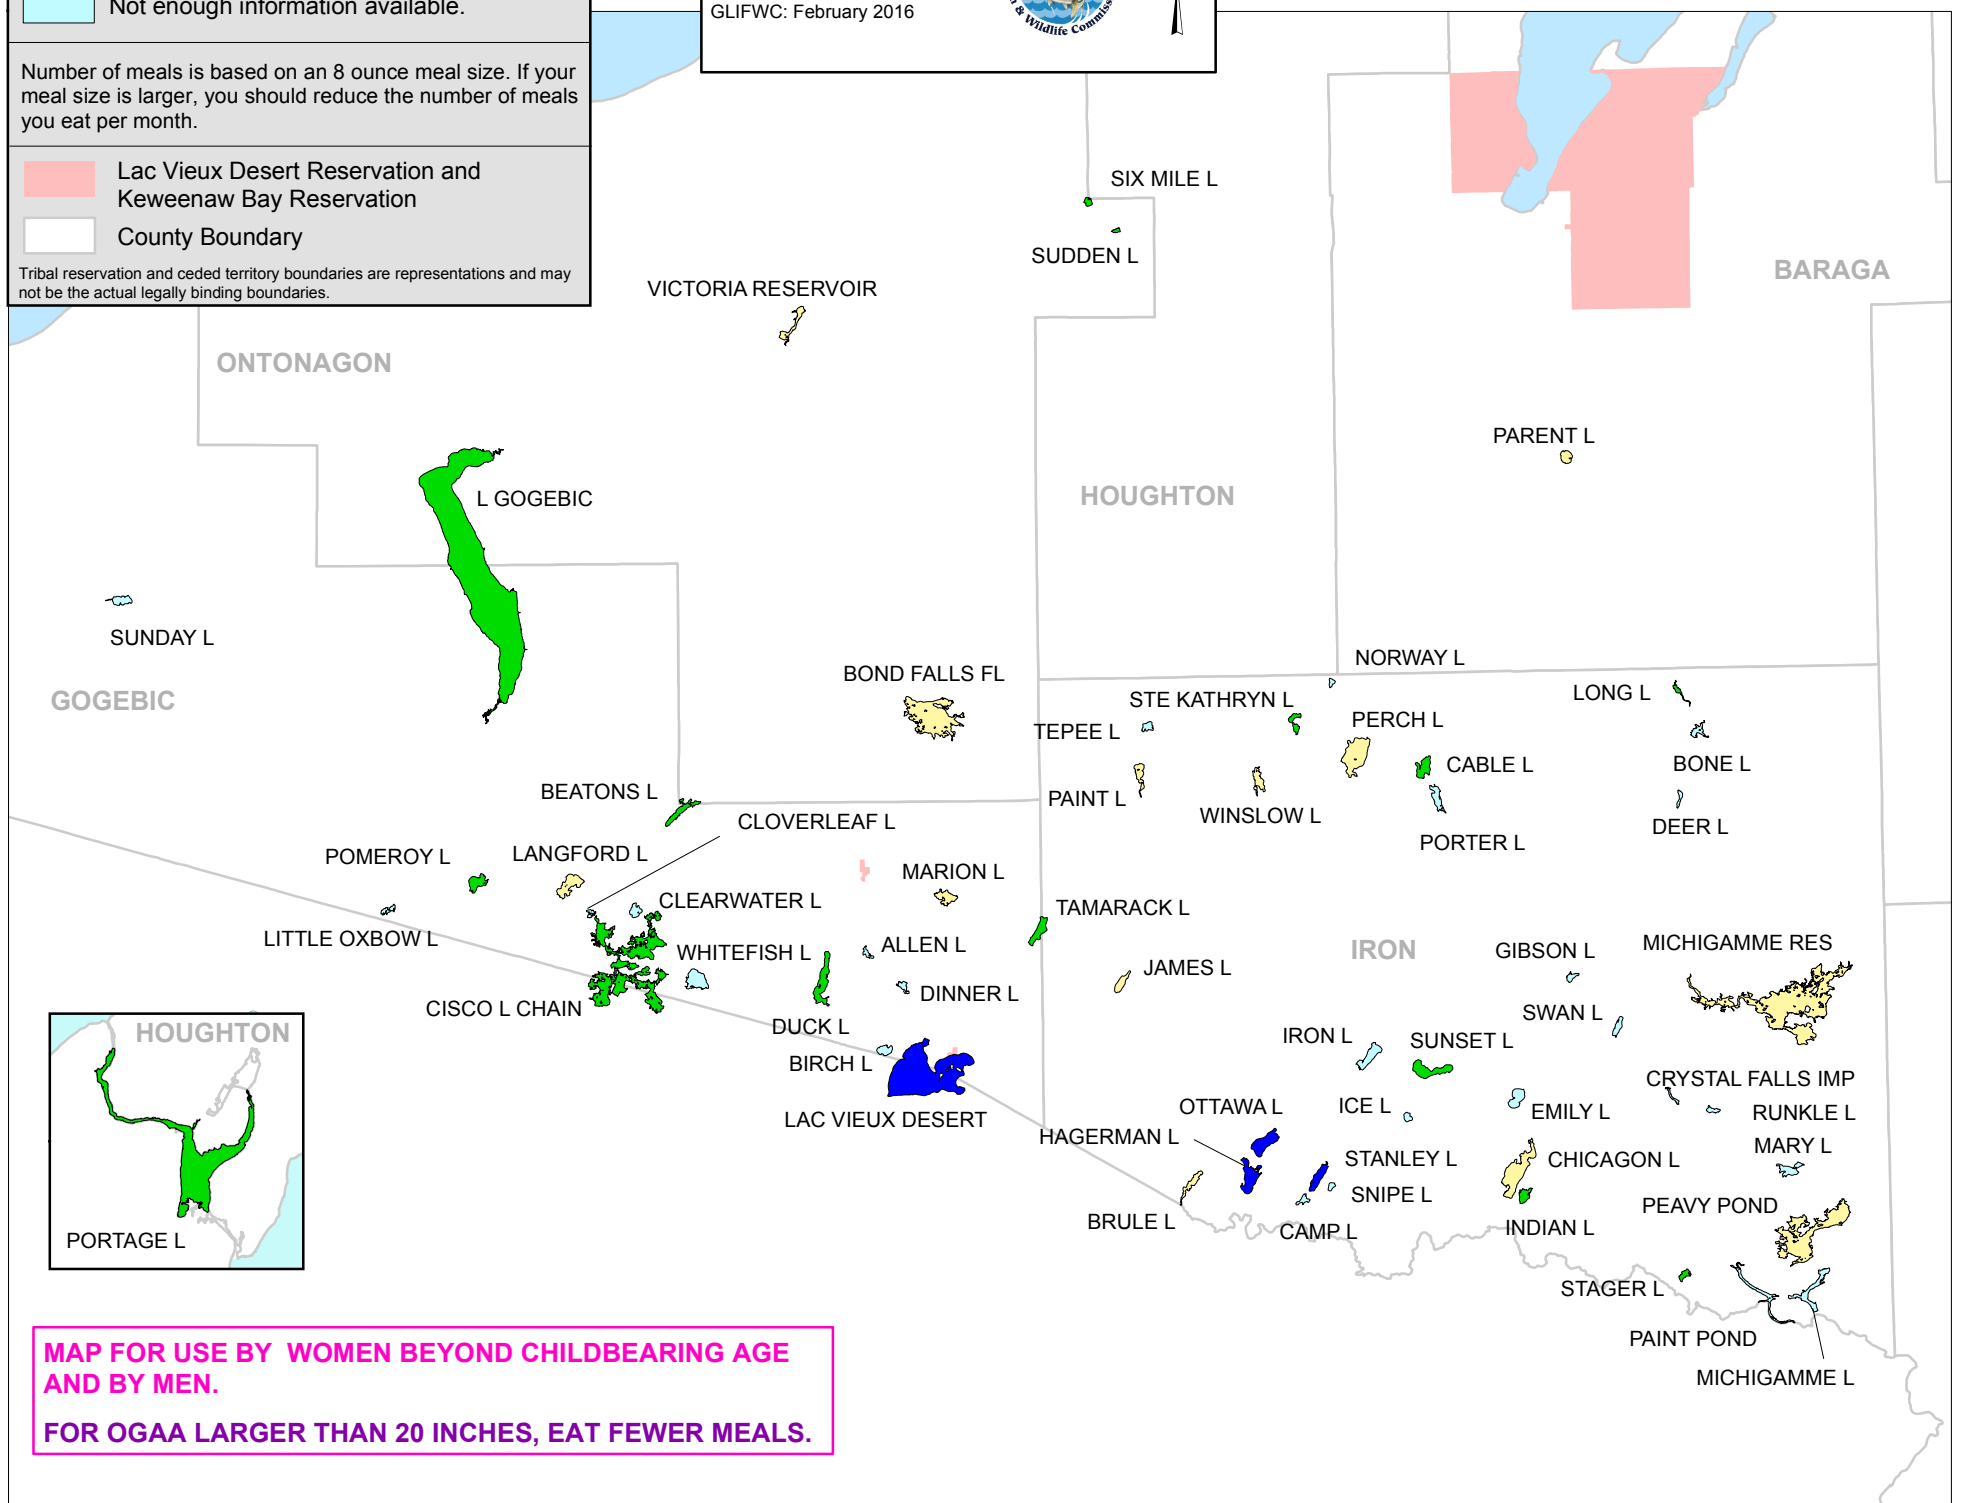 Not enough information available.
Number of meals is based on an 8 ounce meal size. If your
meal size is larger, you should reduce the number of meals
you eat per month.
Lac Vieux Desert Reservation and
Keweenaw Bay Reservation
County Boundary
Tribal reservation and ceded territory boundaries are representations and may
not be the actual legally binding boundaries.
GLIFWC: February 2016
& Wildlife Commiss
SIX MILE L
SUDDEN L
BARAGA
VICTORIA RESERVOIR
ONTONAGON
PARENT L
HOUGHTON
L GOGEBIC
SUNDAY L
GOGEBIC
BOND FALLS FL
NORWAY L
STE KATHRYN L
LONG L
PERCH L
TEPEE L
CABLE L
BONE L
BEATONS L
PAINT L
WINSLOW L
DEER L
CLOVERLEAF L
PORTER L
POMEROY L
LANGFORD L
MARION L
CLEARWATER L
TAMARACK L
LITTLE OXBOW L
WHITEFISH L
ALLEN L
IRON
GIBSON L
MICHIGAMME RES
JAMES L
DINNER L
CISCO L CHAIN
DUCK L
SWAN L
IRON L
SUNSET L
BIRCH L
CRYSTAL FALLS IMP
LAC VIEUX DESERT
OTTAWA L
ICE L
EMILY L
RUNKLE L
HAGERMAN L
MARY L
STANLEY L
CHICAGON L
SNIPE L
PEAVY POND
BRULE L
CAMP L
INDIAN L
STAGER L
PAINT POND
MICHIGAMME L
HOUGHTON
PORTAGE L
MAP FOR USE BY WOMEN BEYOND CHILDBEARING AGE
AND BY MEN.
FOR OGAA LARGER THAN 20 INCHES, EAT FEWER MEALS.